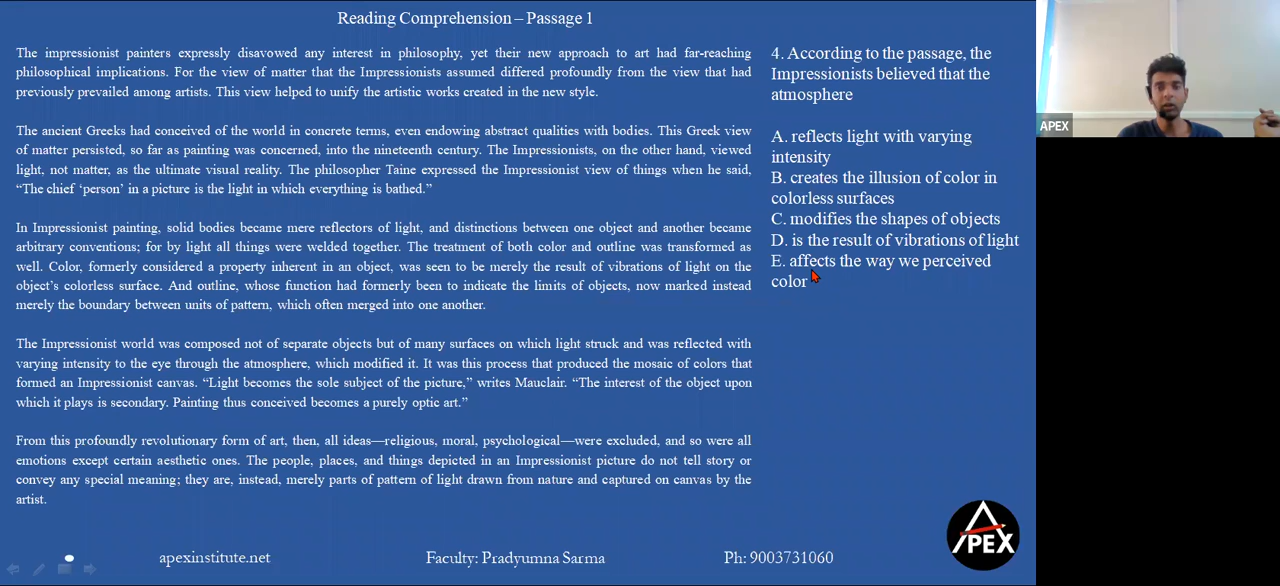 Reading Comprehension – Passage 1
The impressionist painters expressly disavowed any interest in philosophy, yet their new approach to art had far-reaching
philosophical implications. For the view of matter that the Impressionists assumed differed profoundly from the view that had
previously prevailed among artists. This view helped to unify the artistic works created in the new style.
The ancient Greeks had conceived of the world in concrete terms, even endowing abstract qualities with bodies. This Greek view
of matter persisted, so far as painting was concerned, into the nineteenth century. The Impressionists, on the other hand, viewed
light, not matter, as the ultimate visual reality. The philosopher Taine expressed the Impressionist view of things when he said,
“The chief ‘person’ in a picture is the light in which everything is bathed.”
In Impressionist painting, solid bodies became mere reflectors of light, and distinctions between one object and another became
arbitrary conventions; for by light all things were welded together. The treatment of both color and outline was transformed as
well. Color, formerly considered a property inherent in an object, was seen to be merely the result of vibrations of light on the
object’s colorless surface. And outline, whose function had formerly been to indicate the limits of objects, now marked instead
merely the boundary between units of pattern, which often merged into one another.
The Impressionist world was composed not of separate objects but of many surfaces on which light struck and was reflected with
varying intensity to the eye through the atmosphere, which modified it. It was this process that produced the mosaic of colors that
formed an Impressionist canvas. “Light becomes the sole subject of the picture,” writes Mauclair. “The interest of the object upon
which it plays is secondary. Painting thus conceived becomes a purely optic art.”
From this profoundly revolutionary form of art, then, all ideas—religious, moral, psychological—were excluded, and so were all
emotions except certain aesthetic ones. The people, places, and things depicted in an Impressionist picture do not tell story or
convey any special meaning; they are, instead, merely parts of pattern of light drawn from nature and captured on canvas by the
artist.
4. According to the passage, the
Impressionists believed that the
atmosphere
A. reflects light with varying
intensity
B. creates the illusion of color in
colorless surfaces
C. modifies the shapes of objects
D. is the result of vibrations of light
E. affects the way we perceived
color
APEX
APEX
apexinstitute.net
Faculty: Pradyumna Sarma
Ph: 9003731060